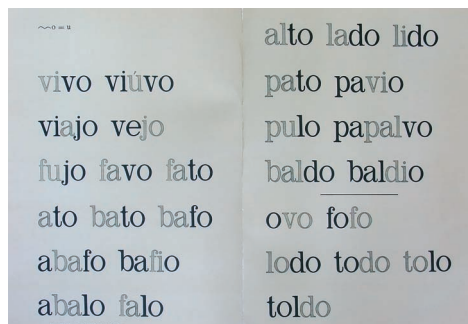 ~o = u
vivo viúvo
viajo vejo
fujo favo fato
ato bato bafo
abafo bafio
abalo falo
alto lado lido
pato pavio
pulo papalvo
baldo baldio
ovo fofo
lodo todo tolo
toldo